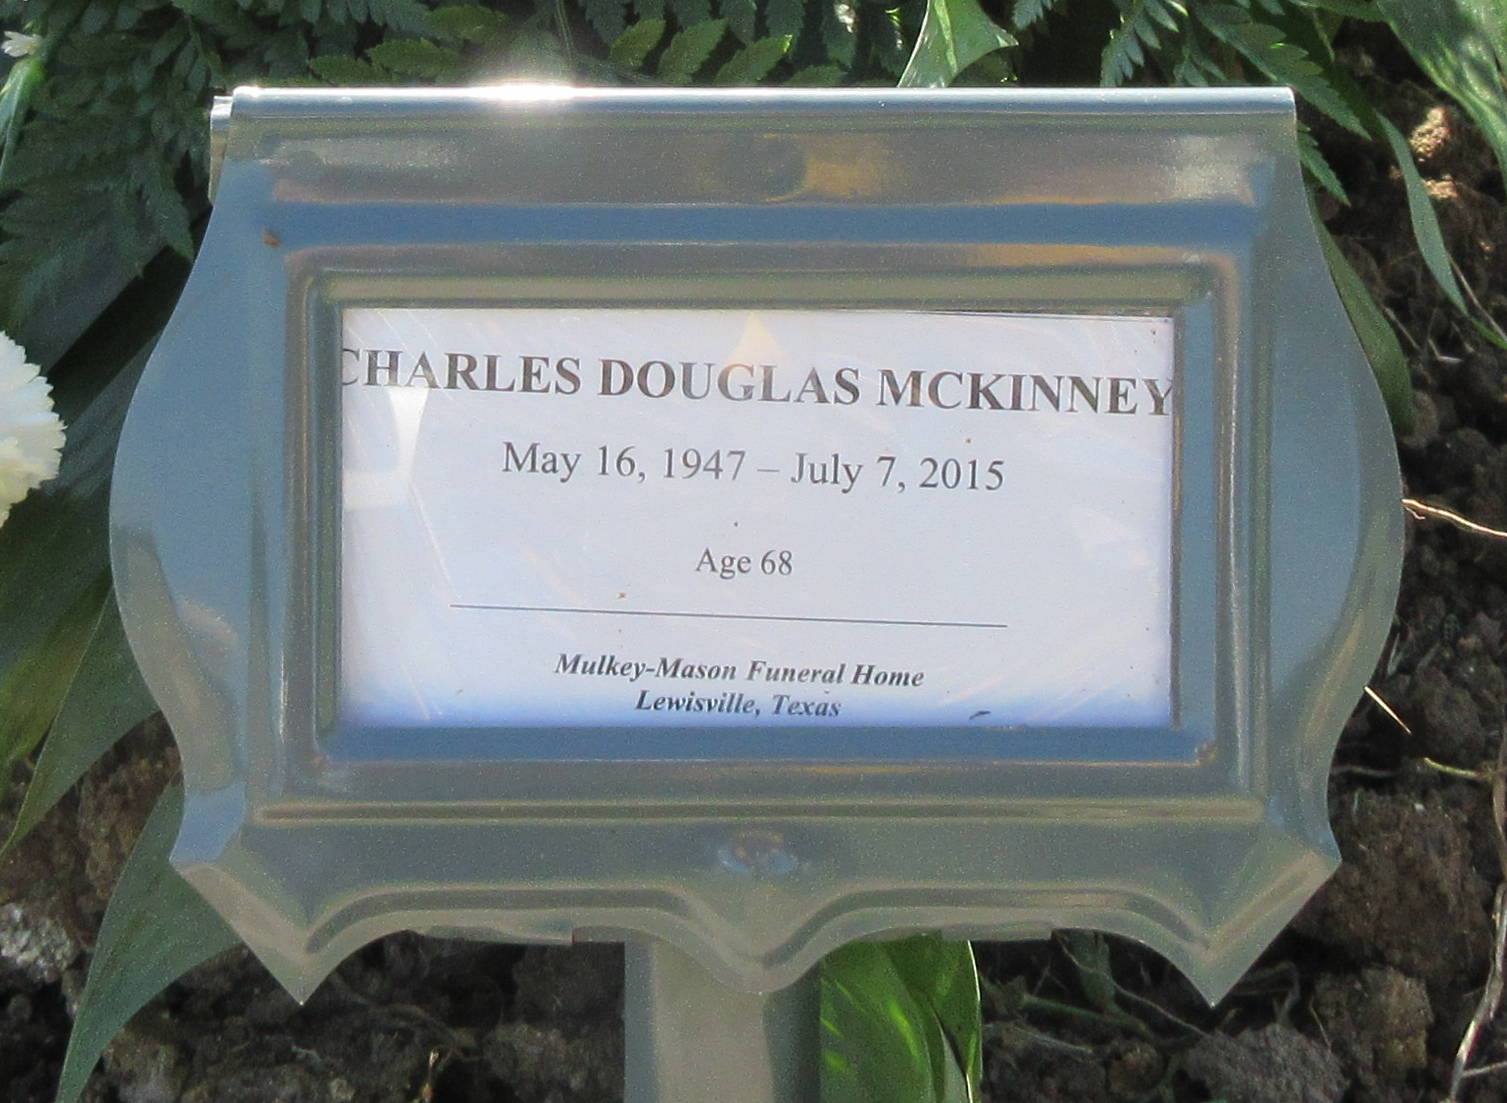 CHARLES DOUGLAS MCKINNEY
May 16, 1947 – July 7, 2015
Age 68
Mulkey-Mason Funeral Home
Lewisville, Texas